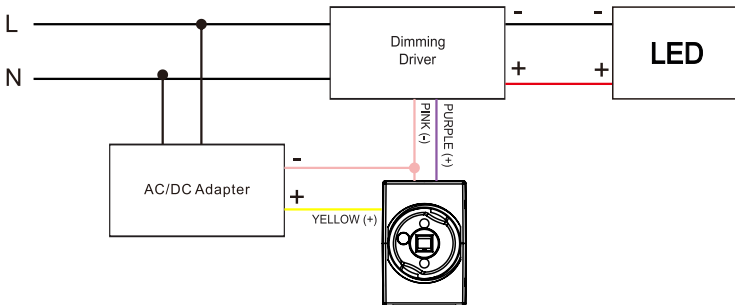 L
N
Dimming
Driver
- -
+ +
LED
PINK (-)
PURPLE (+)
AC/DC Adapter
-
+
YELLOW (+)